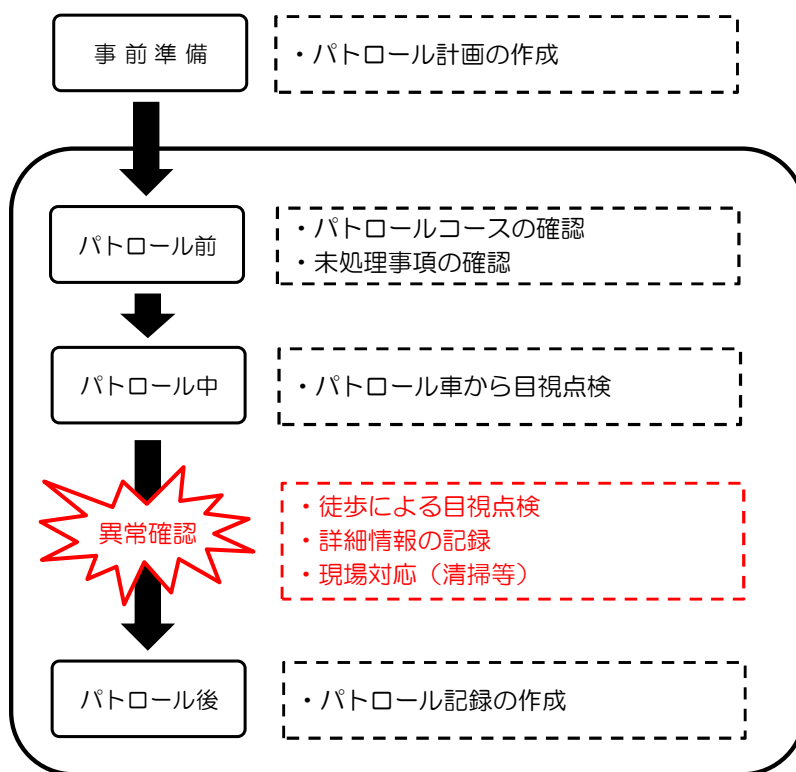 事前準備
・パトロール計画の作成
パトロール前
・パトロールコースの確認
・未処理事項の確認
パトロール中
・パトロール車から目視点検
異常確認
・徒歩による目視点検
・詳細情報の記録
・現場対応（清掃等）
パトロール後
・パトロール記録の作成